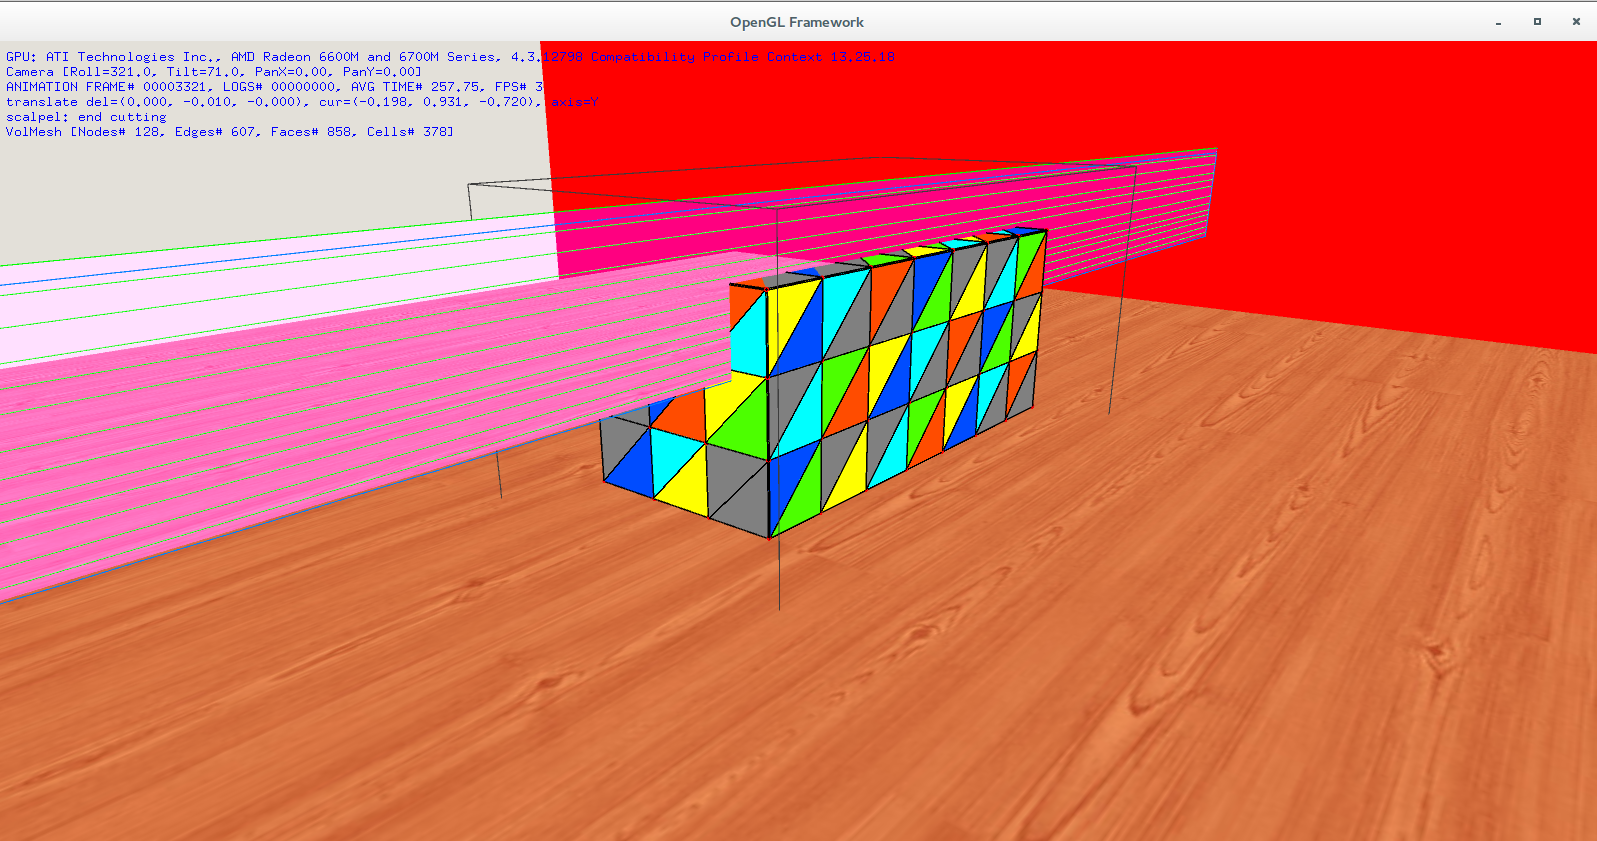 OpenGL Framework
GPU: ATI Technologies Inc., AMD Radeon 6600M and 6700M Series, 4.3.12798 Compatibility Profile Context 13.25.18
Camera [Roll=321.0, Tilt=71.0, PanX=0.00, PanY=0.00]
ANIMATION FRAME# 00003321, LOGS# 00000000, AVG TIME# 257.75, FPS# 3
translate del=(0.000, -0.010, -0.000), cur=(-0.198, 0.931, -0.720), axis=Y
scalpel: end cutting
VolMesh [Nodes# 128, Edges# 607, Faces# 858, Cells# 378]